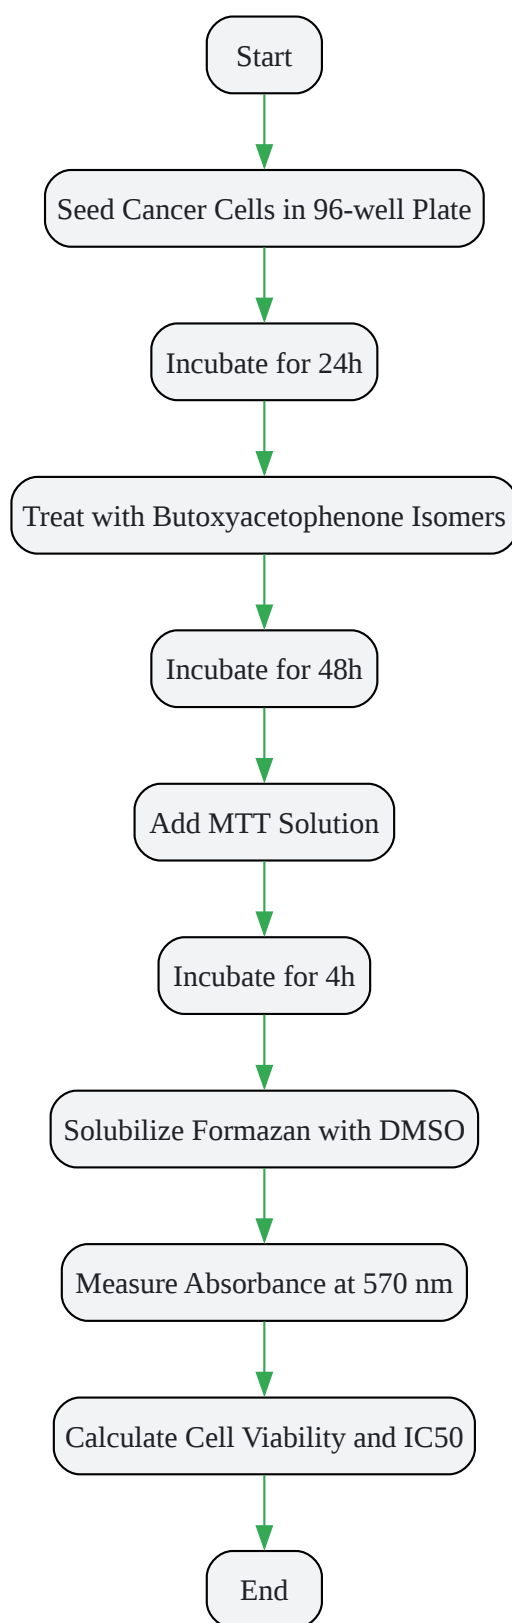 Start
Seed Cancer Cells in 96-well Plate
Incubate for 24h
Treat with Butoxyacetophenone Isomers
Incubate for 48h
Add MTT Solution
Incubate for 4h
Solubilize Formazan with DMSO
Measure Absorbance at 570 nm
Calculate Cell Viability and IC50
End